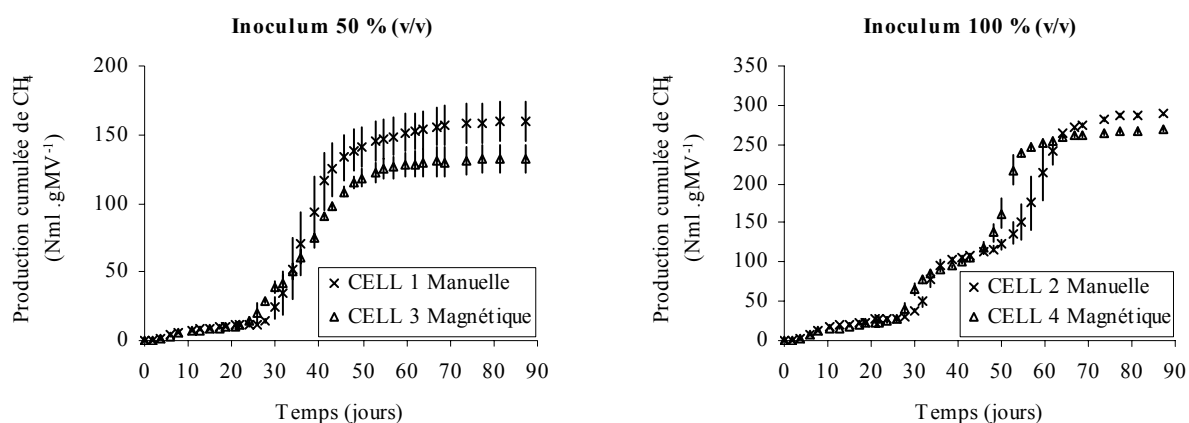 Inoculum 50 % (v/v)
Production cumulée de CH4
(Nml .gMV-1)
200
150
100
50
0
CELL 1 Manuelle
CELL 3 Magnétique
0 10 20 30 40 50 60 70 80 90
Temps (jours)
Inoculum 100 % (v/v)
Production cumulée de CH4
(Nml .gMV-1)
350
300
250
200
150
100
50
0
CELL 2 Manuelle
CELL 4 Magnétique
0 10 20 30 40 50 60 70 80 90
Temps (jours)